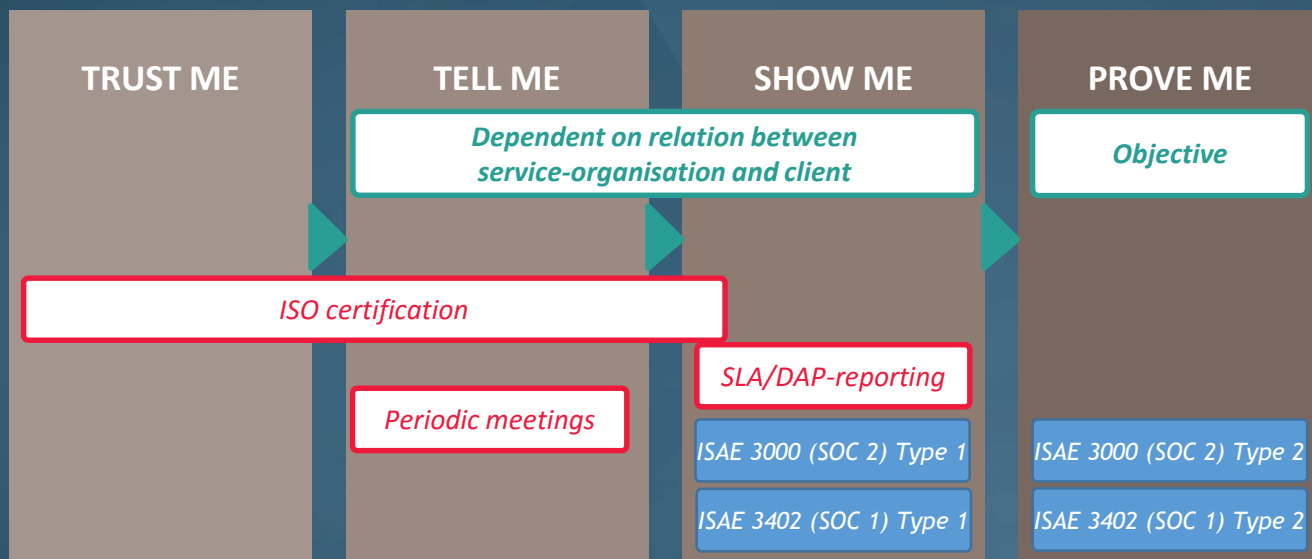 TRUST ME
TELL ME
SHOW ME
PROVE ME
Dependent on relation between
service-organisation and client
Objective
ISO certification
SLA/DAP-reporting
Periodic meetings
ISAE 3000 (SOC 2) Type 1
ISAE 3000 (SOC 2) Type 2
ISAE 3402 (SOC 1) Type 1
ISAE 3402 (SOC 1) Type 2